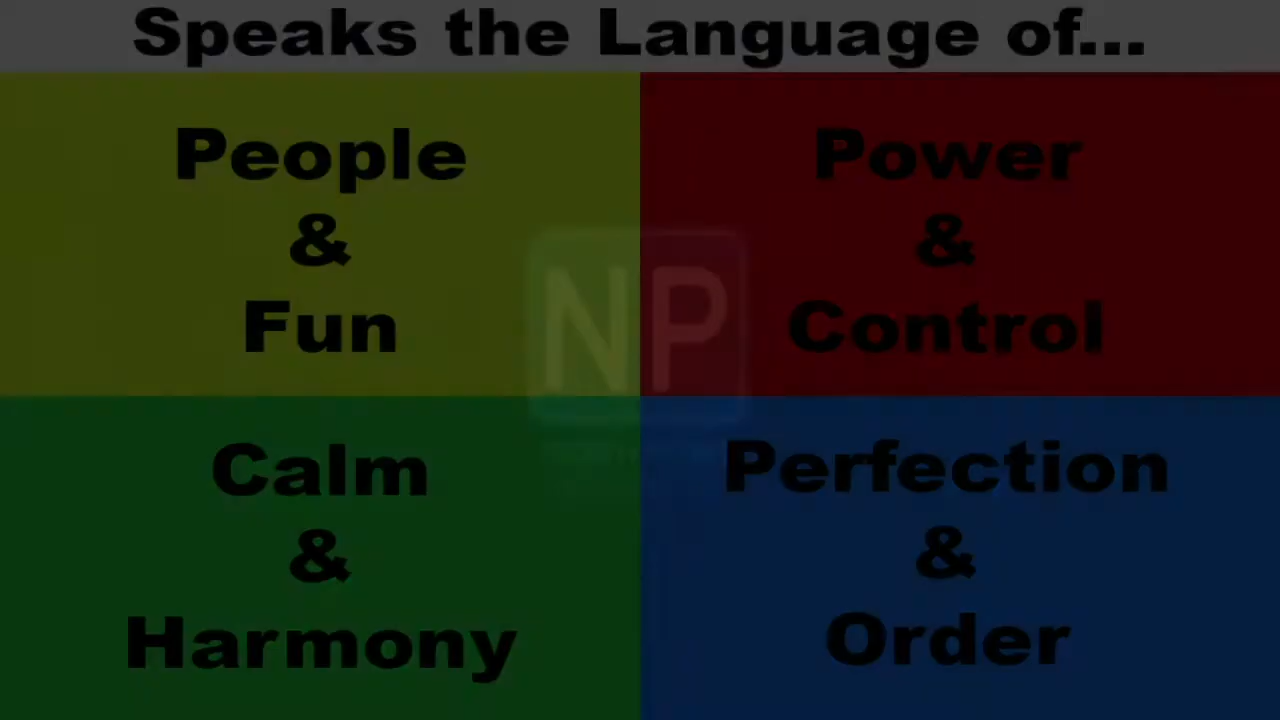 Speaks the Language of...
People
&
Fun
Power
&
Control
NP
Calm
&
Harmony
Perfection
&
Order